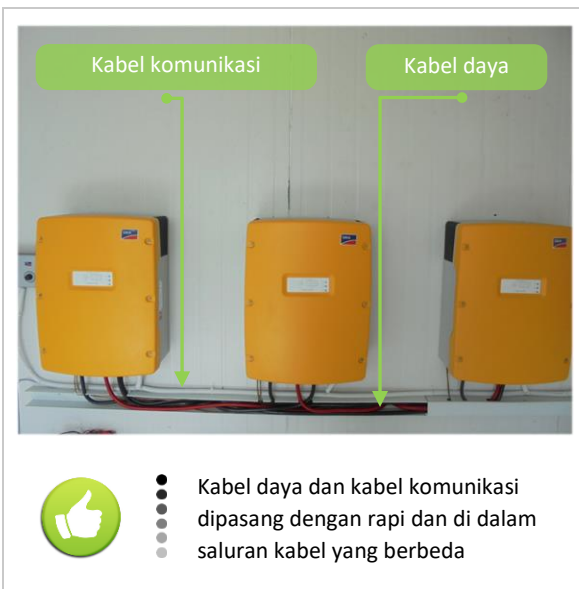 Kabel komunikasi
Kabel daya
Kabel daya dan kabel komunikasi
dipasang dengan rapi dan di dalam
saluran kabel yang berbeda